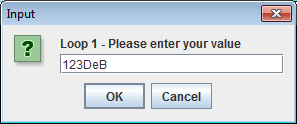 Input
Loop 1 - Please enter your value
123DeB
OK Cancel